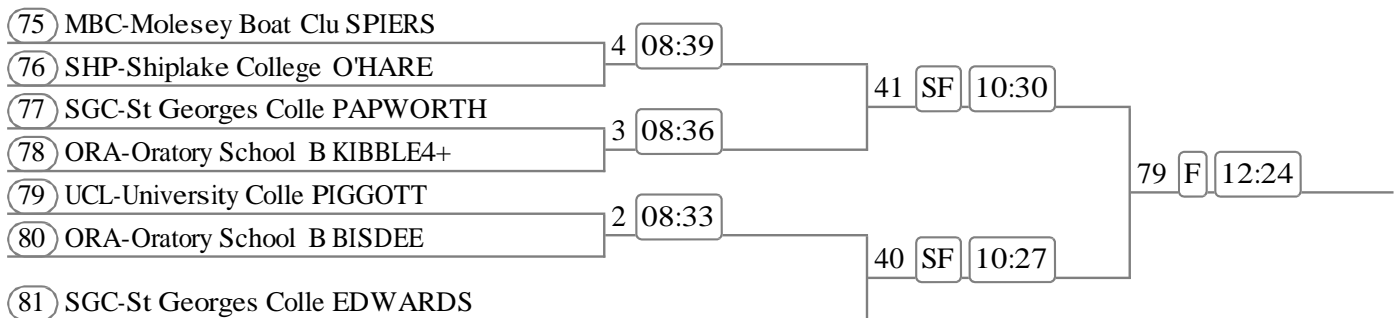 75 MBC-Molesey Boat Clu SPIERS
4 08:39
76 SHP-Shiplake College O'HARE
41 SF 10:30
77 SGC-St Georges Colle PAPWORTH
3 08:36
78 ORA-Oratory School B KIBBLE4+
79 F 12:24
79 UCL-University Colle PIGGOTT
2 08:33
80 ORA-Oratory School B BISDEE
40 SF 10:27
81 SGC-St Georges Colle EDWARDS